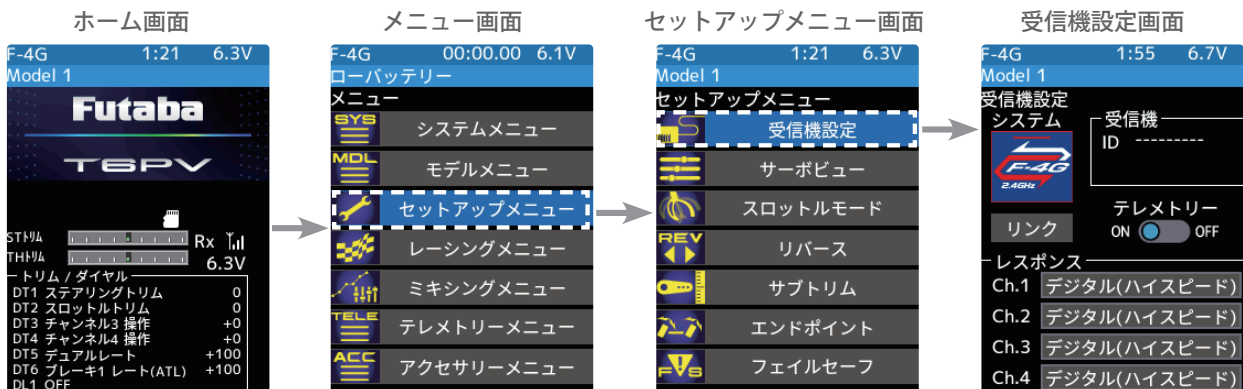 ホーム画面
F-4G 1:21 6.3V
Model 1
Futaba
T6PV
STトリム
Rx
THトリム
6.3V
トリム / ダイヤル
DT1 ステアリングトリム 0
DT2 スロットルトリム 0
DT3 チャンネル3 操作 +0
DT4 チャンネル4 操作 +0
DT5 デュアルレート +100
DT6 ブレーキ1 レート(ATL) +100
DL1 OFF
メニュー画面
F-4G 00:00.00 6.1V
ローバッテリー
メニュー
SYS システムメニュー
MDL モデルメニュー
セットアップメニュー
レーシングメニュー
ミキシングメニュー
TELE テレメトリーメニュー
ACC アクセサリーメニュー
セットアップメニュー画面
F-4G 1:21 6.3V
Model 1
セットアップメニュー
受信機設定
サーボビュー
スロットルモード
REV リバース
サブトリム
エンドポイント
F/S フェイルセーフ
受信機設定画面
F-4G 1:55 6.7V
Model 1
受信機設定
システム
F-4G
2.4GHz
リンク
受信機
ID ---------
テレメトリー
ON OFF
レスポンス
Ch.1 デジタル(ハイスピード)
Ch.2 デジタル(ハイスピード)
Ch.3 デジタル(ハイスピード)
Ch.4 デジタル(ハイスピード)